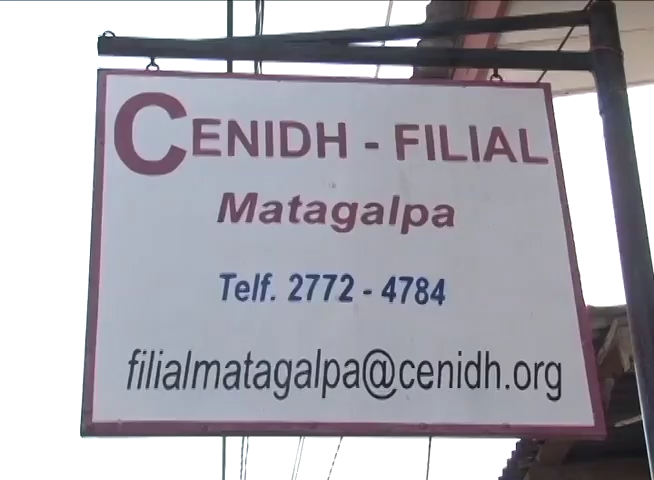 CENIDH - FILIAL
Matagalpa
Telf. 2772 - 4784
filialmatagalpa@cenidh.org